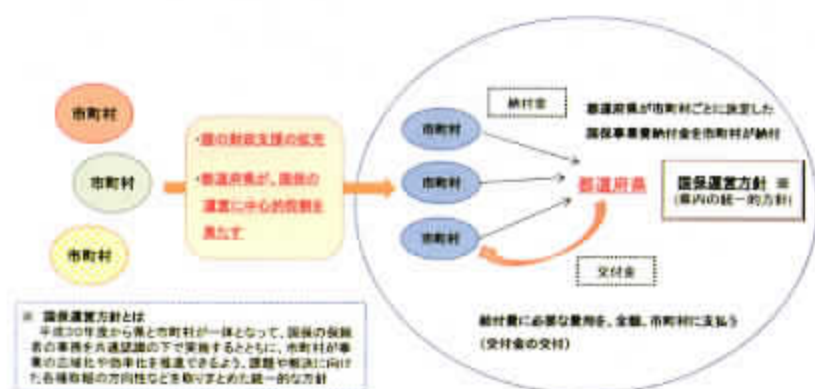 市町村
市町村
市町村
・国の財政支援の拡充
・都道府県が、国保の
運営に中心的役割を
果たす
市町村
市町村
市町村
納付金
都道府県が市町村ごとに決定した
国保事業費納付金を市町村が納付
都道府県
国保運営方針 ※
(県内の統一的方針)
交付金
給付費に必要な費用を、全額、市町村に支払う
(交付金の交付)
※ 国保運営方針とは
平成30年度から県と市町村が一体となって、国保の保険
者の事務を共通認識の下で実施するとともに、市町村が事
業の広域化や効率化を推進できるよう、課題や解決に向け
た各種取組の方向性などを取りまとめた統一的な方針